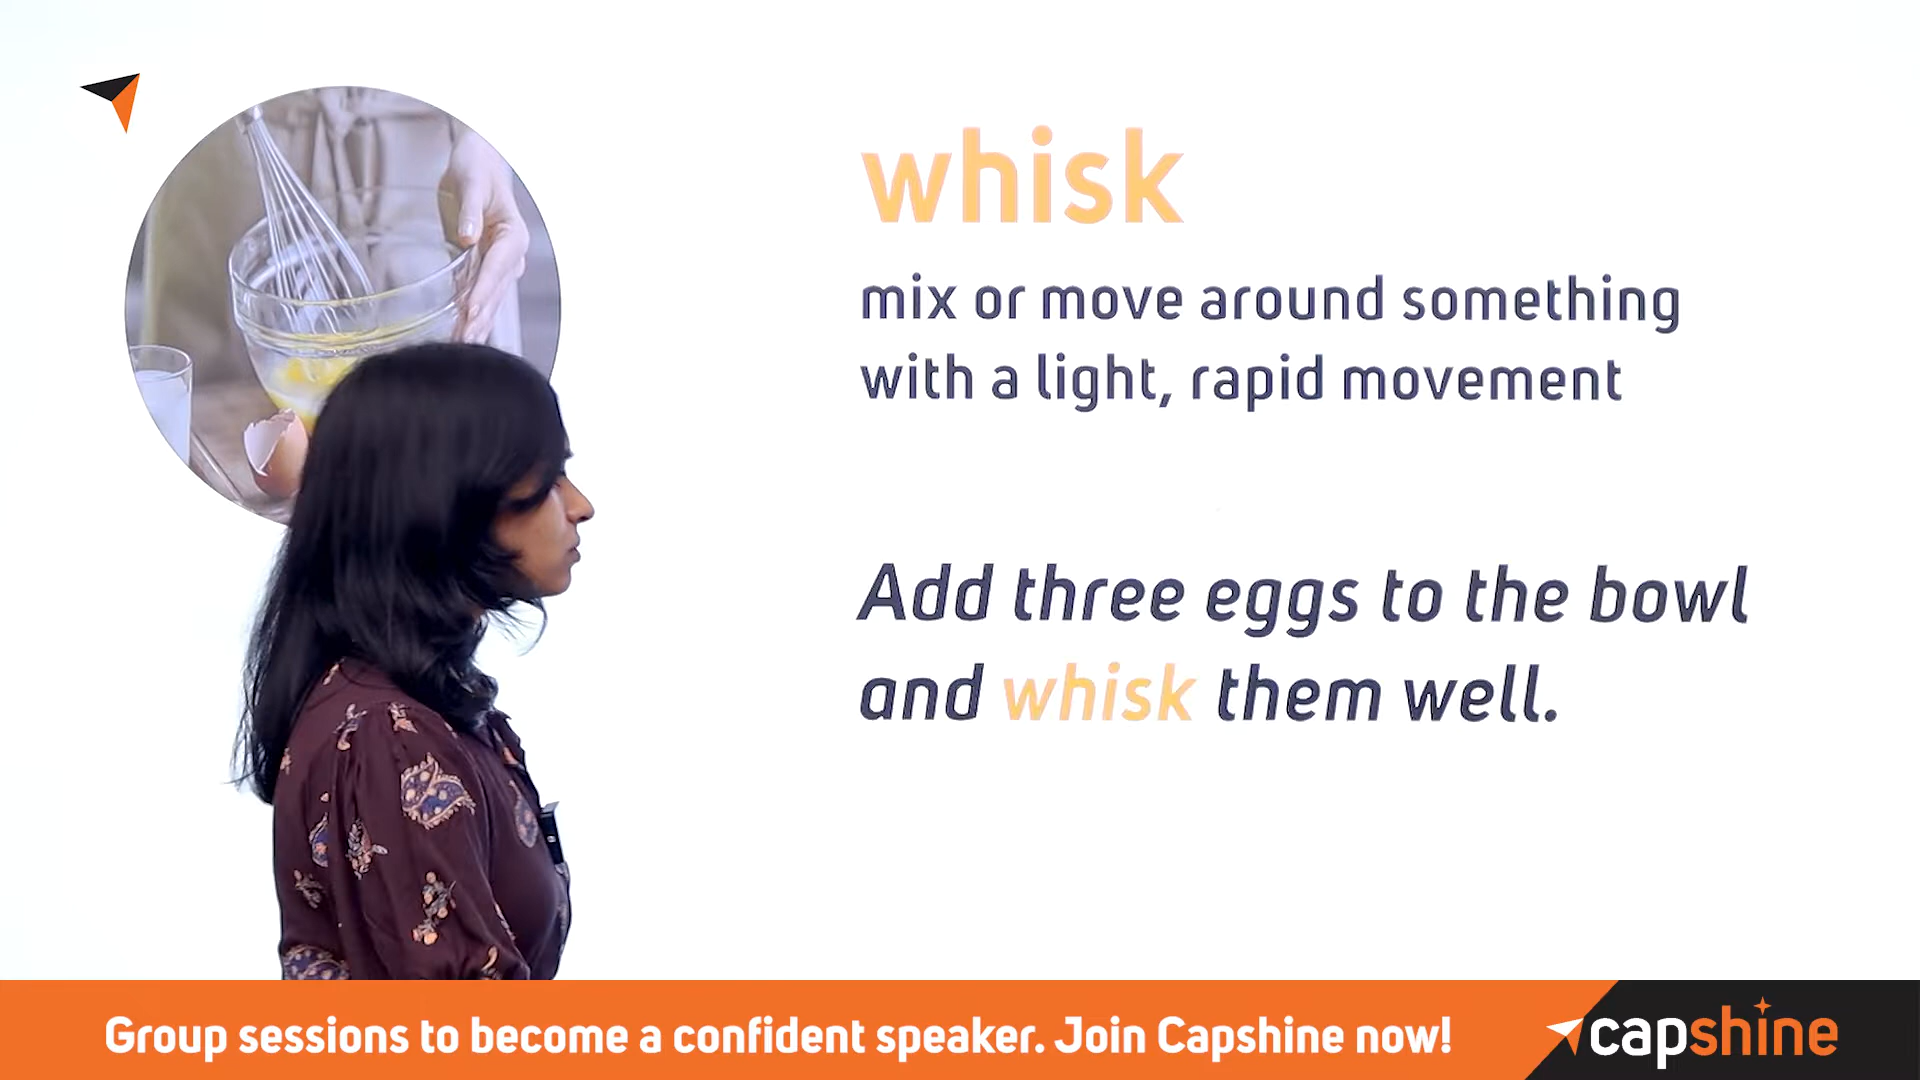 whisk
mix or move around something
with a light, rapid movement
Add three eggs to the bowl
and whisk them well.
Group sessions to become a confident speaker. Join Capshine now!
capshine